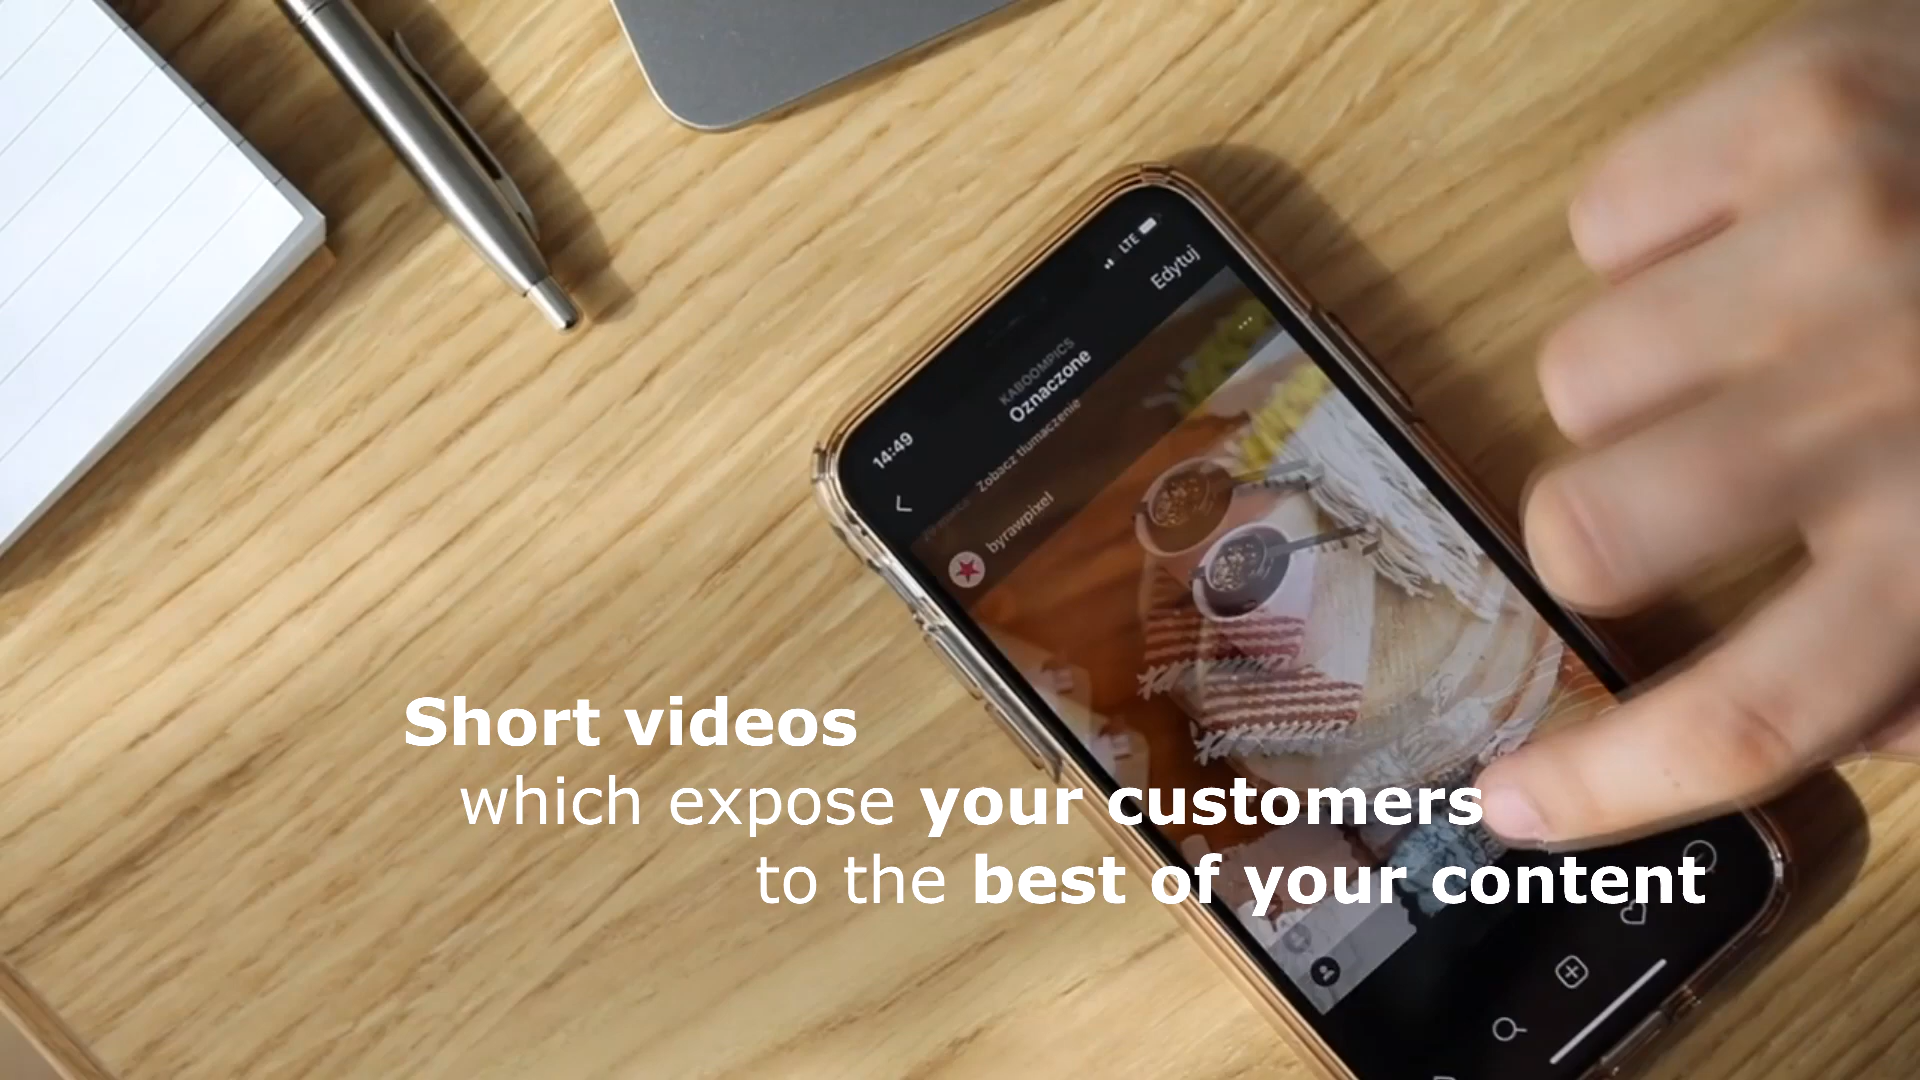 LTE
Edytuj
KABOOMPICS
Oznaczone
14:49
Zobacz tłumaczenie
byrawpixel
Short videos
which expose your customers
to the best of your content